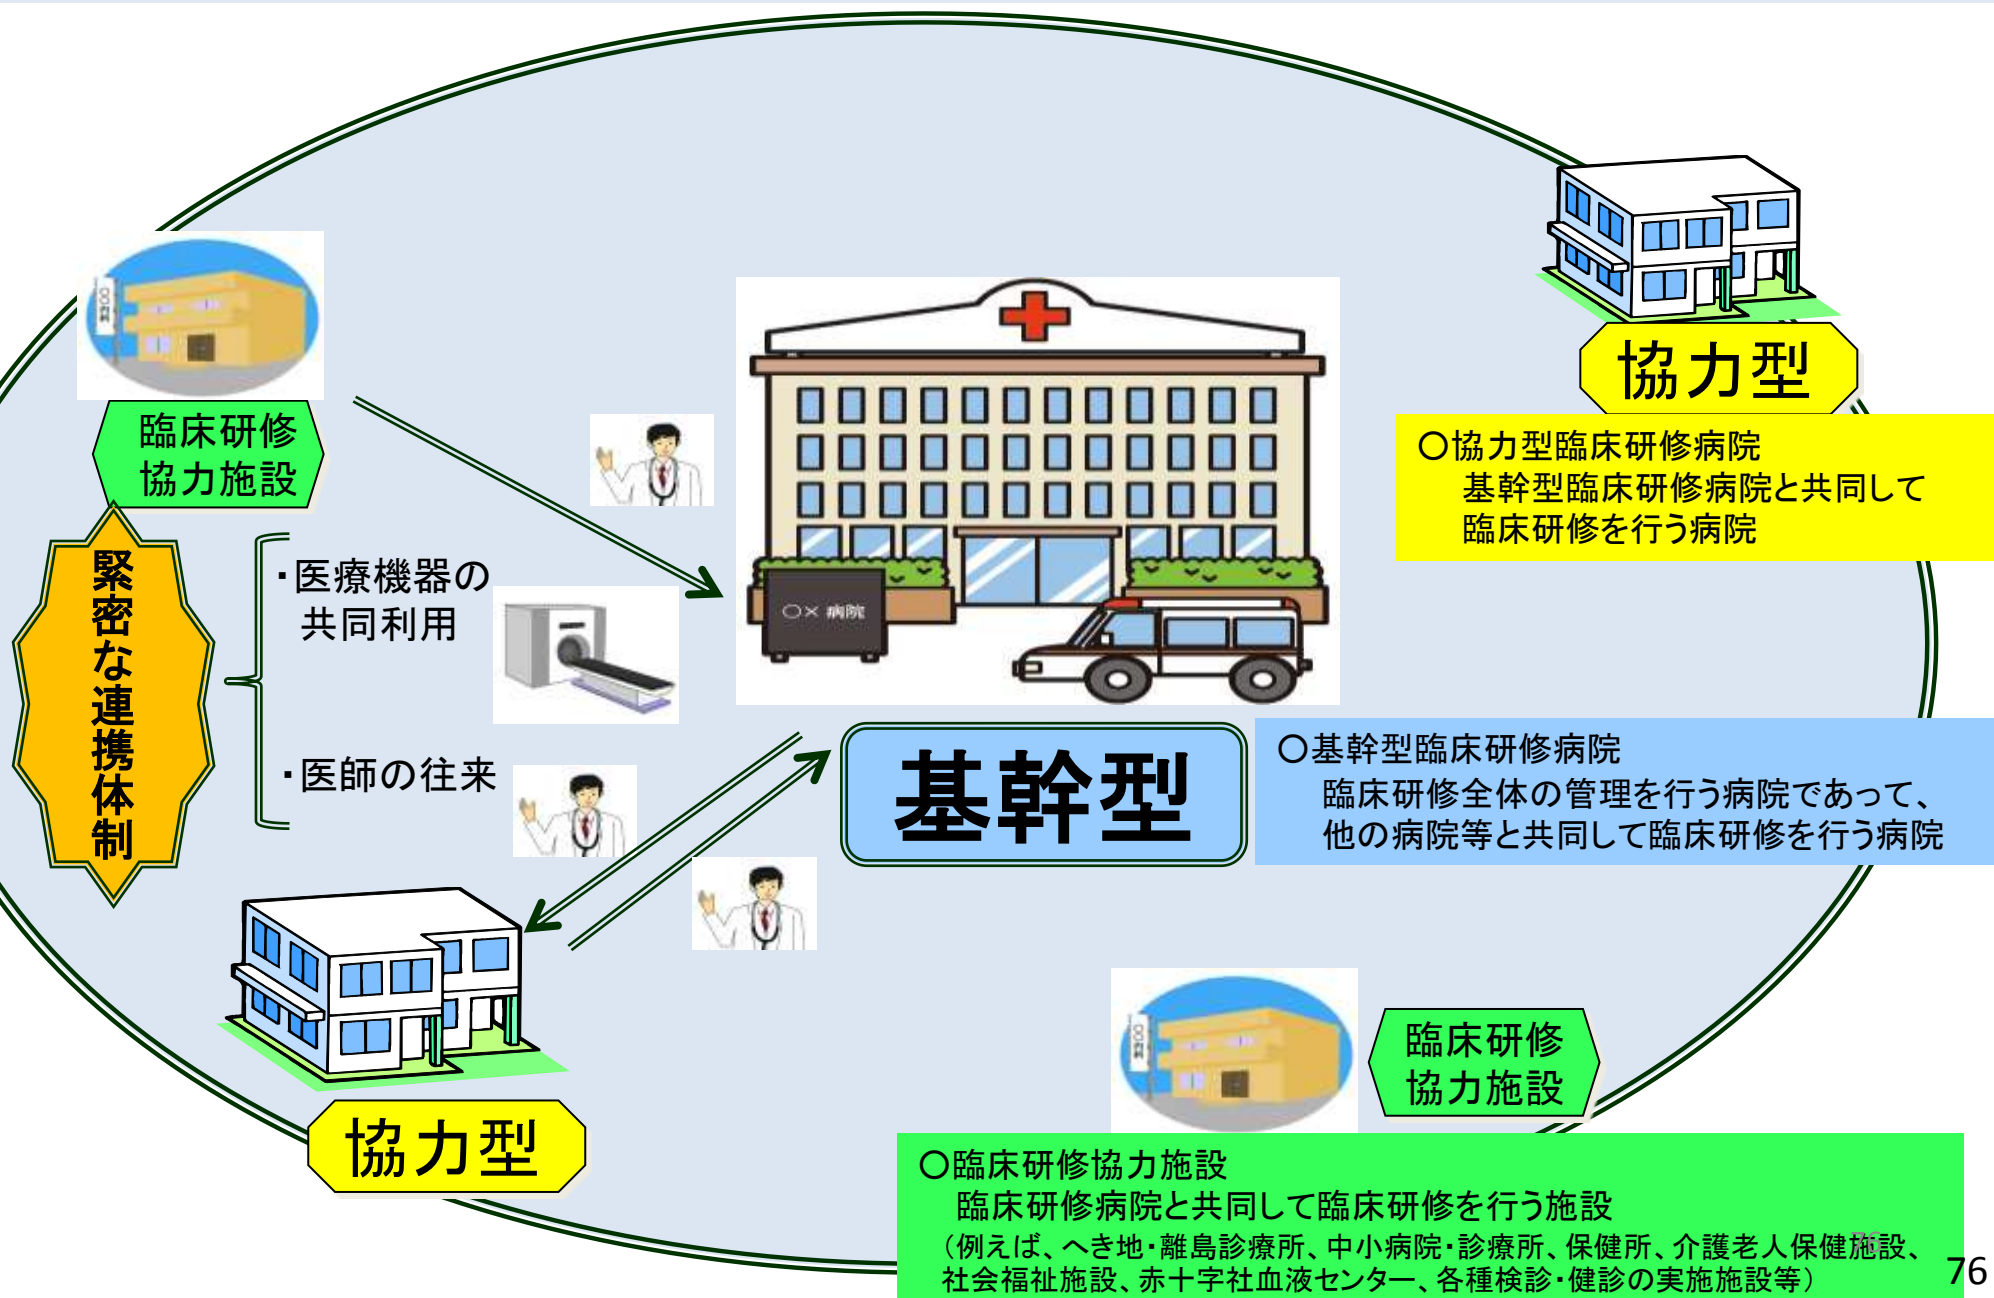 協力型
〇協力型臨床研修病院
基幹型臨床研修病院と共同して
臨床研修を行う病院
臨床研修
協力施設
緊密な連携体制
・医療機器の
共同利用
・医師の往来
〇× 病院
基幹型
〇基幹型臨床研修病院
臨床研修全体の管理を行う病院であって、
他の病院等と共同して臨床研修を行う病院
協力型
臨床研修
協力施設
〇臨床研修協力施設
臨床研修病院と共同して臨床研修を行う施設
（例えば、へき地・離島診療所、中小病院・診療所、保健所、介護老人保健施設、
社会福祉施設、赤十字社血液センター、各種検診・健診の実施施設等）
76
76